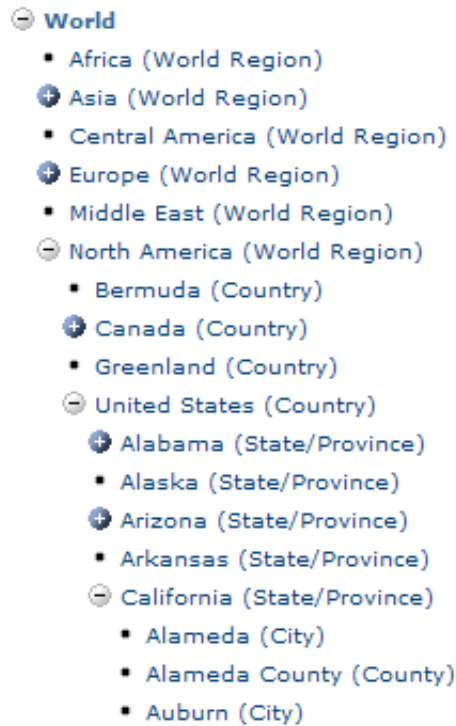 World
Africa (World Region)
Asia (World Region)
Central America (World Region)
Europe (World Region)
Middle East (World Region)
North America (World Region)
Bermuda (Country)
Canada (Country)
Greenland (Country)
United States (Country)
Alabama (State/Province)
Alaska (State/Province)
Arizona (State/Province)
Arkansas (State/Province)
California (State/Province)
Alameda (City)
Alameda County (County)
Auburn (City)